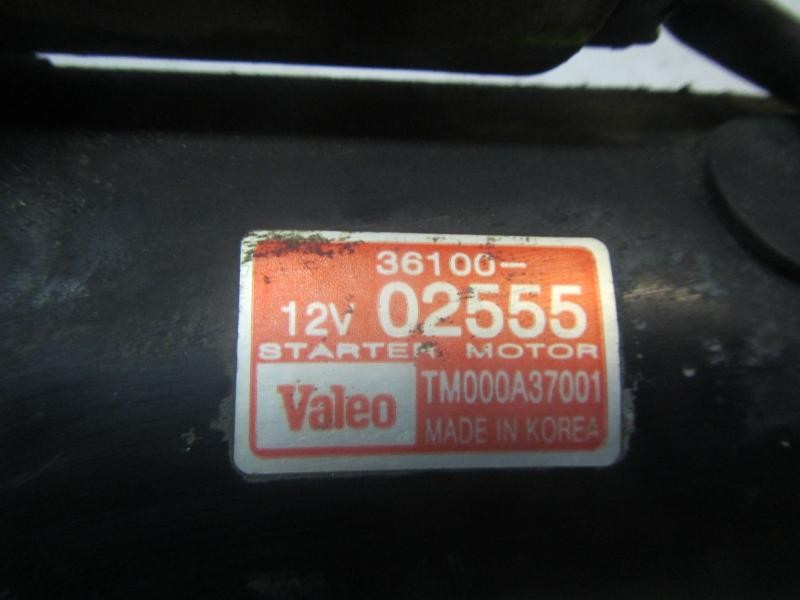 36100-
12V 02555
STARTER MOTOR
Valeo TM000A37001
MADE IN KOREA